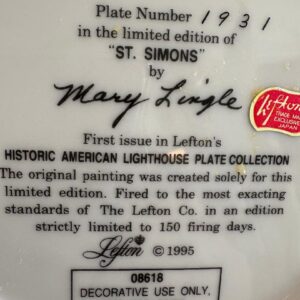 Plate Number 1931
in the limited edition of
"ST. SIMONS"
by
Mary Lingle
Lefton
TRADE MARK
EXCLUSIVES
JAPAN
First issue in Lefton's
HISTORIC AMERICAN LIGHTHOUSE PLATE COLLECTION
The original painting was created solely for this
limited edition. Fired to the most exacting
standards of The Lefton Co. in an edition
strictly limited to 150 firing days.
Lefton © 1995
08618
DECORATIVE USE ONLY.